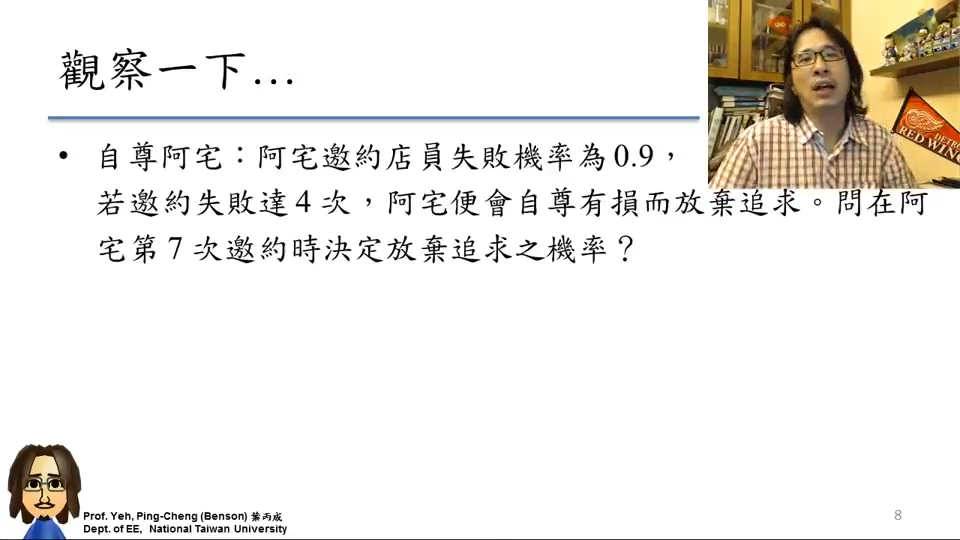 觀察一下…
• 自尊阿宅：阿宅邀約店員失敗機率為0.9，
若邀約失敗達4次，阿宅便會自尊有損而放棄追求。問在阿
宅第7次邀約時決定放棄追求之機率？
DETROIT
RED WINGS
Prof. Yeh, Ping-Cheng (Benson) 葉丙成
Dept. of EE, National Taiwan University
8